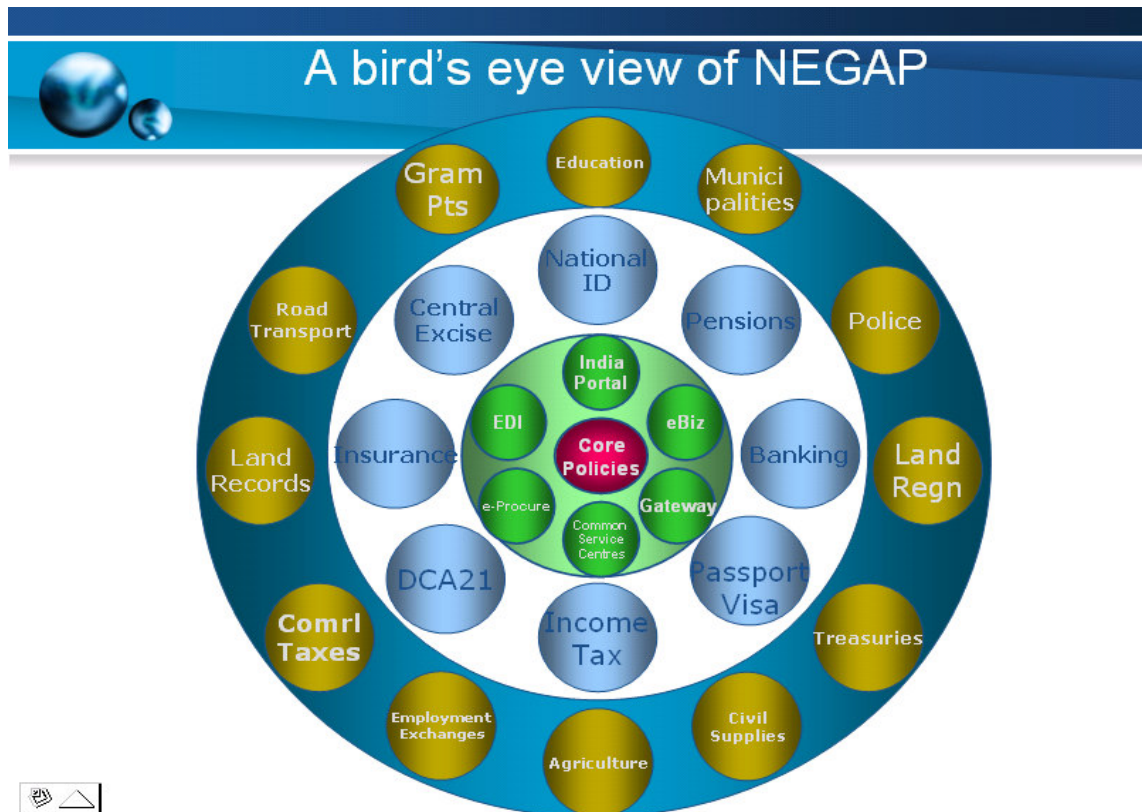 A bird's eye view of NEGAP
Education
Gram
Pts
Munici
palities
National
ID
Road
Transport
Central
Excise
Pensions
Police
India
Portal
EDI
eBiz
Core
Policies
Land
Records
Insurance
Banking
Land
Regn
e-Procure
Gateway
Common
Service
Centres
DCA21
Passport
Visa
Comrl
Taxes
Income
Tax
Treasuries
Employment
Exchanges
Civil
Supplies
Agriculture